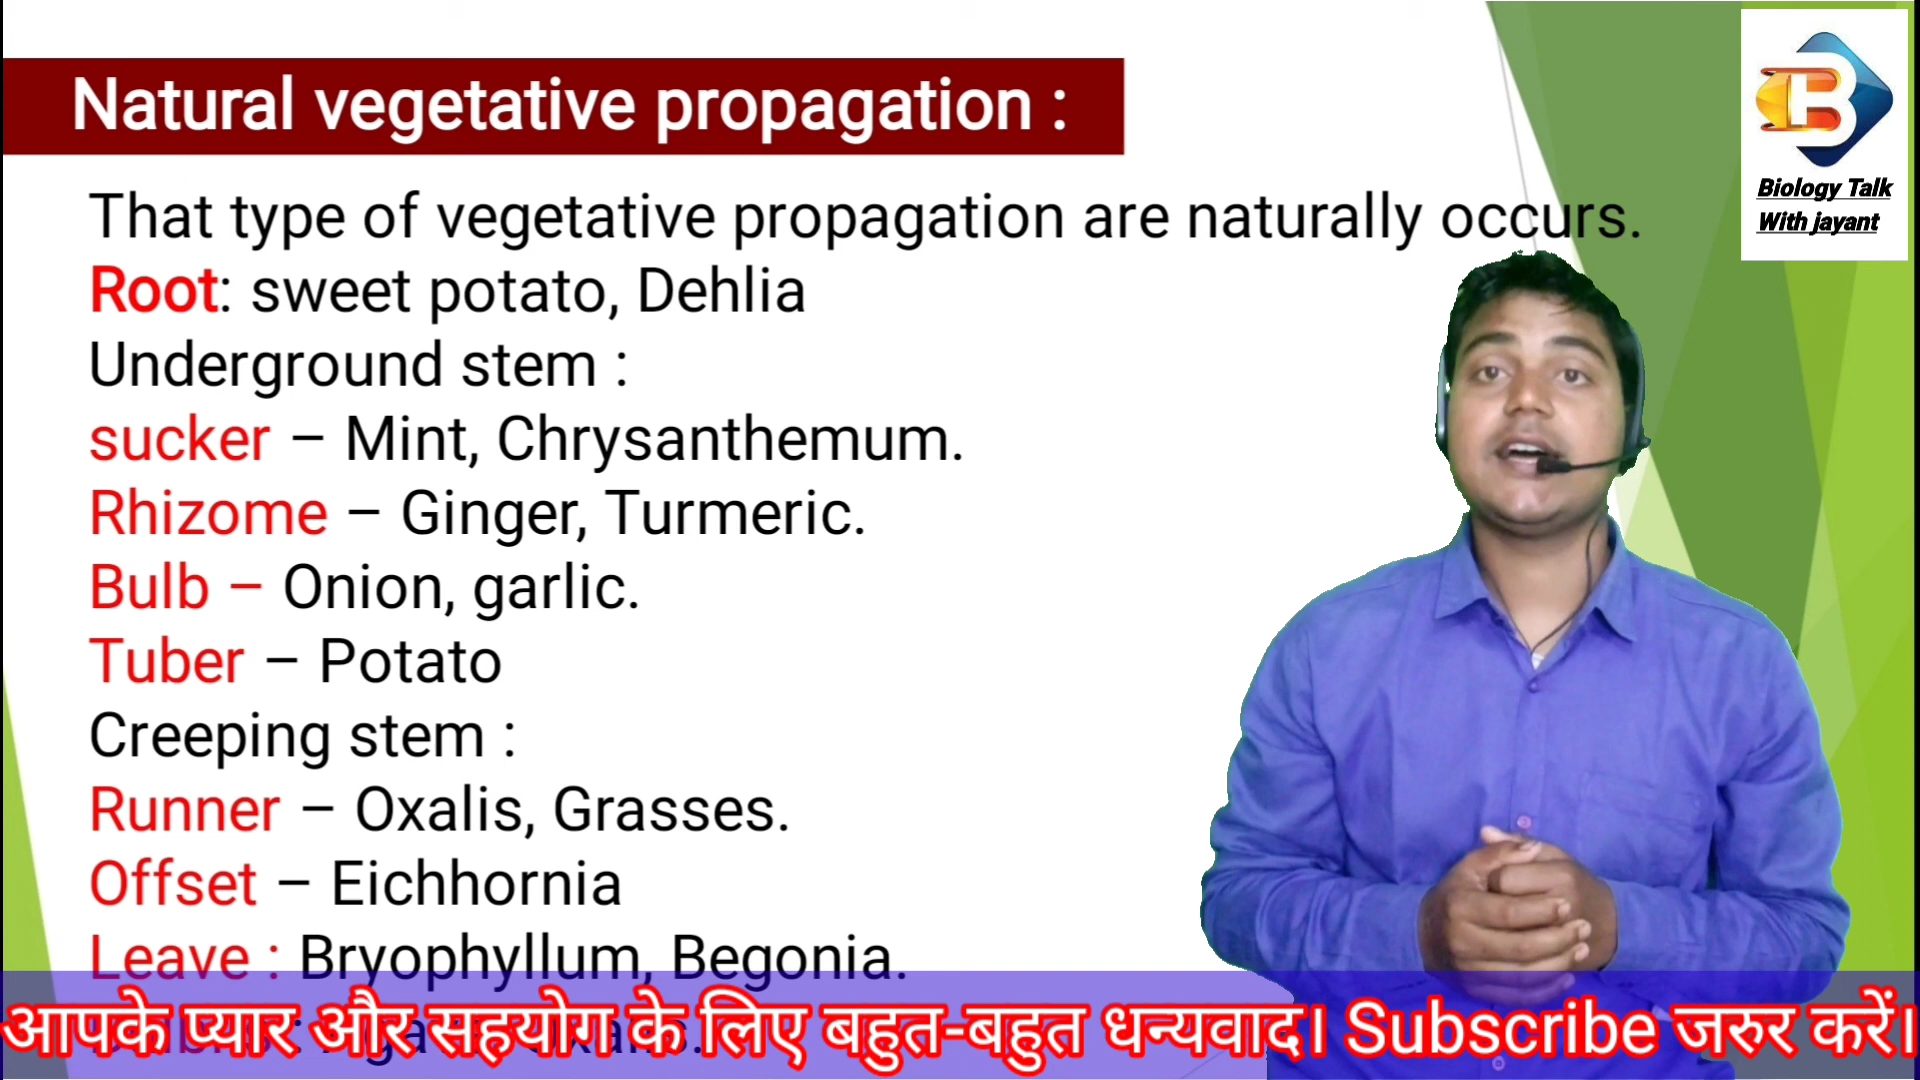 Natural vegetative propagation :
Biology Talk
With jayant
That type of vegetative propagation are naturally occurs.
Root: sweet potato, Dehlia
Underground stem :
sucker – Mint, Chrysanthemum.
Rhizome – Ginger, Turmeric.
Bulb – Onion, garlic.
Tuber – Potato
Creeping stem :
Runner – Oxalis, Grasses.
Offset – Eichhornia
Leave : Bryophyllum, Begonia.
आपके प्यार और सहयोग के लिए बहुत-बहुत धन्यवाद। Subscribe जरुर करें।